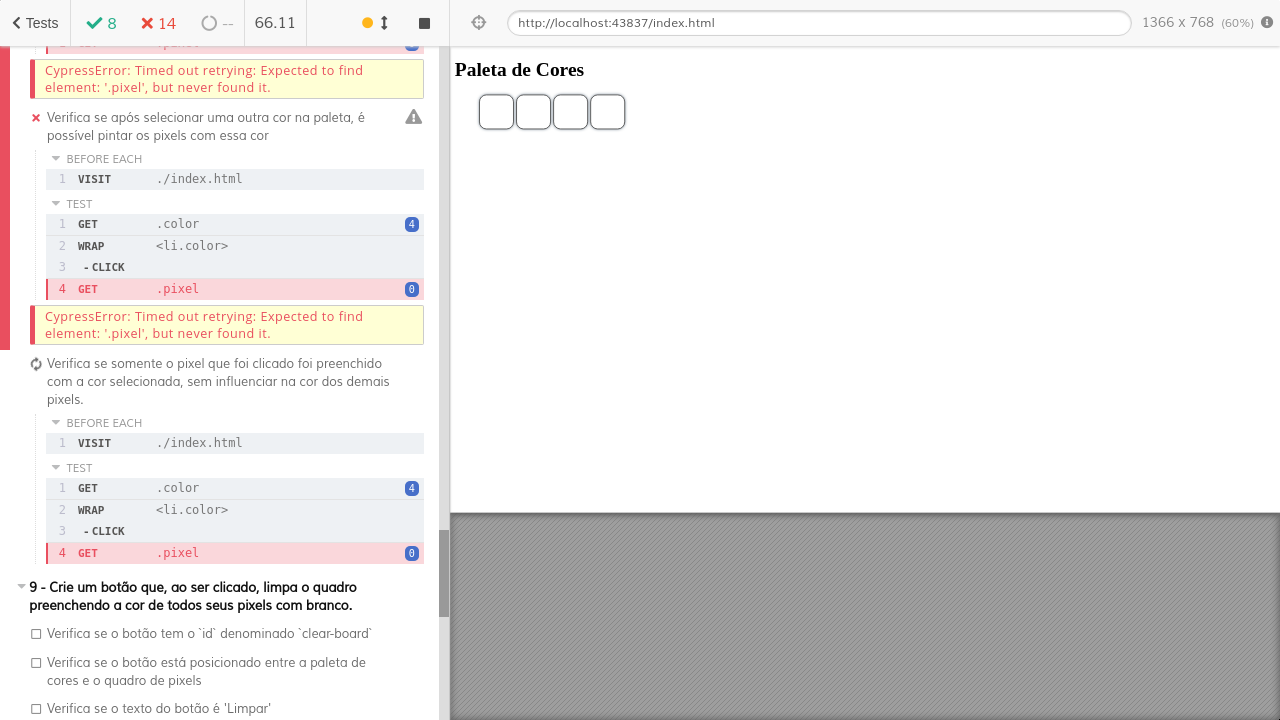 Tests
8
14
--
66.11
http://localhost:43837/index.html
1366 x 768 (60%)
CypressError: Timed out retrying: Expected to find
element: '.pixel', but never found it.
Verifica se após selecionar uma outra cor na paleta, é
possível pintar os pixels com essa cor
BEFORE EACH
1 VISIT ./index.html
TEST
1 GET .color 4
2 WRAP <li.color>
3 - CLICK
4 GET .pixel 0
CypressError: Timed out retrying: Expected to find
element: '.pixel', but never found it.
Verifica se somente o pixel que foi clicado foi preenchido
com a cor selecionada, sem influenciar na cor dos demais
pixels.
BEFORE EACH
1 VISIT ./index.html
TEST
1 GET .color 4
2 WRAP <li.color>
3 - CLICK
4 GET .pixel 0
9 - Crie um botão que, ao ser clicado, limpa o quadro
preenchendo a cor de todos seus pixels com branco.
Verifica se o botão tem o `id` denominado `clear-board`
Verifica se o botão está posicionado entre a paleta de
cores e o quadro de pixels
Verifica se o texto do botão é 'Limpar'
Paleta de Cores